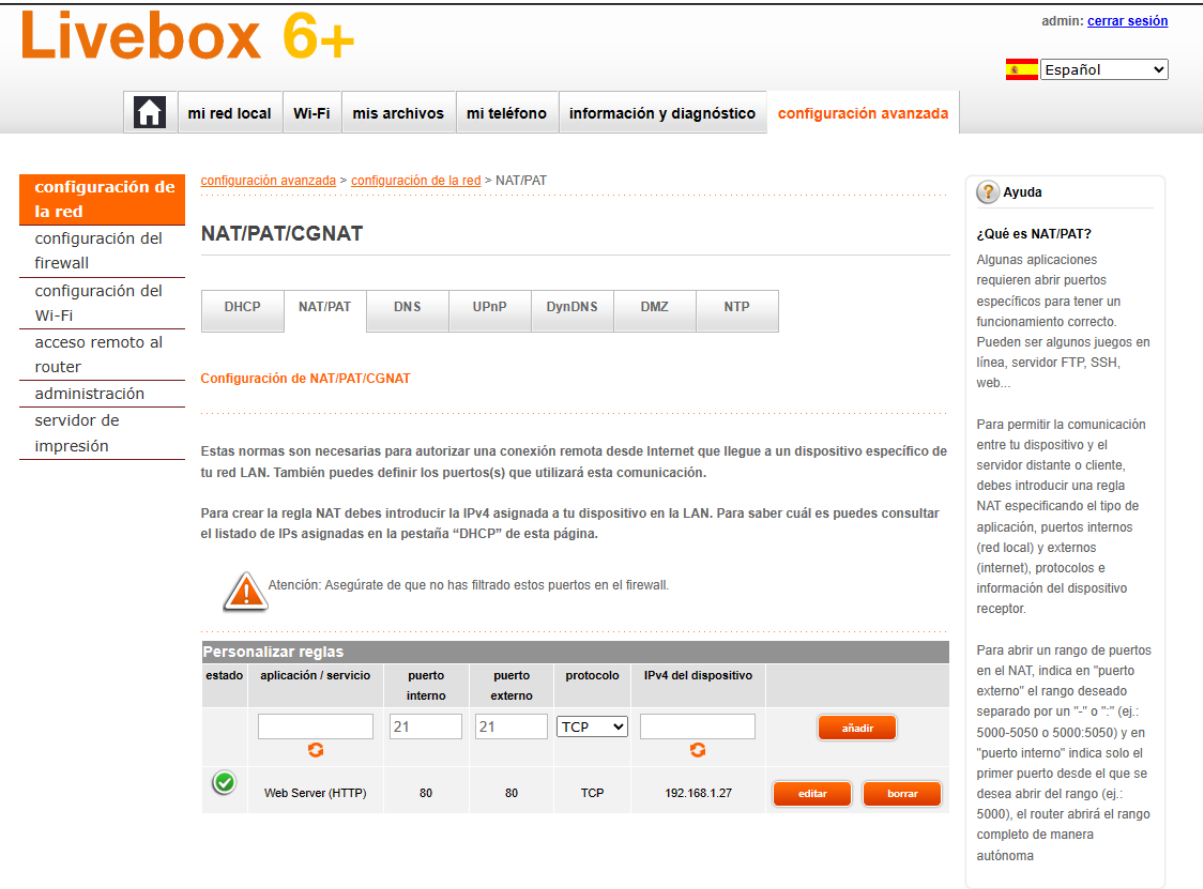 Livebox 6+
admin: cerrar sesión
Español
mi red local
Wi-Fi
mis archivos
mi teléfono
información y diagnóstico
configuración avanzada
configuración de
la red
configuración del
firewall
configuración del
Wi-Fi
acceso remoto al
router
administración
servidor de
impresión
configuración avanzada > configuración de la red > NAT/PAT
NAT/PAT/CGNAT
DHCP
NAT/PAT
DNS
UPnP
DynDNS
DMZ
NTP
Configuración de NAT/PAT/CGNAT
Estas normas son necesarias para autorizar una conexión remota desde Internet que llegue a un dispositivo específico de
tu red LAN. También puedes definir los puertos(s) que utilizará esta comunicación.
Para crear la regla NAT debes introducir la IPv4 asignada a tu dispositivo en la LAN. Para saber cuál es puedes consultar
el listado de IPs asignadas en la pestaña “DHCP” de esta página.
Atención: Asegúrate de que no has filtrado estos puertos en el firewall.
Personalizar reglas
estado
aplicación / servicio
puerto
interno
puerto
externo
protocolo
IPv4 del dispositivo
21
21
TCP
añadir
Web Server (HTTP)
80
80
TCP
192.168.1.27
editar
borrar
Ayuda
¿Qué es NAT/PAT?
Algunas aplicaciones
requieren abrir puertos
específicos para tener un
funcionamiento correcto.
Pueden ser algunos juegos en
línea, servidor FTP, SSH,
web...
Para permitir la comunicación
entre tu dispositivo y el
servidor distante o cliente,
debes introducir una regla
NAT especificando el tipo de
aplicación, puertos internos
(red local) y externos
(internet), protocolos e
información del dispositivo
receptor.
Para abrir un rango de puertos
en el NAT, indica en "puerto
externo" el rango deseado
separado por un "-" o ":" (ej.:
5000-5050 o 5000:5050) y en
"puerto interno" indica solo el
primer puerto desde el que se
desea abrir del rango (ej.:
5000), el router abrirá el rango
completo de manera
autónoma